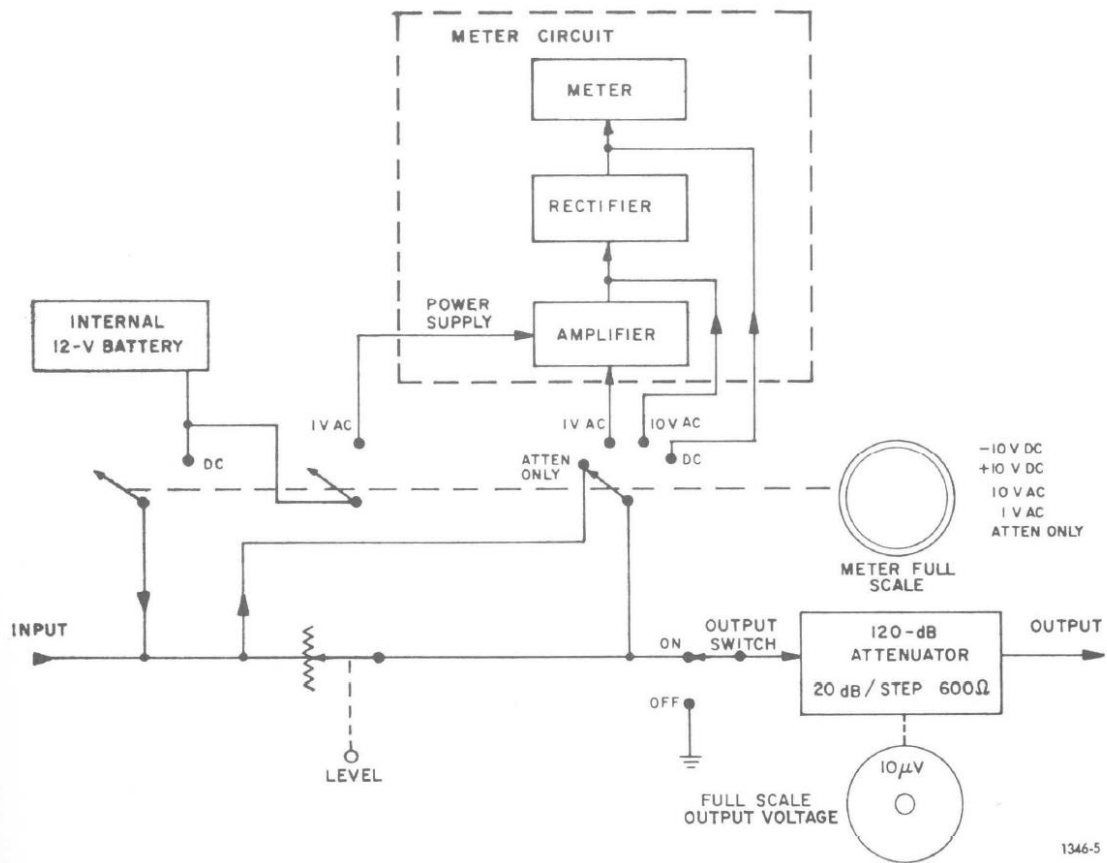 METER CIRCUIT
METER
RECTIFIER
POWER
SUPPLY
AMPLIFIER
INTERNAL
12-V BATTERY
1 V AC
1 V AC
10 V AC
DC
ATTEN
ONLY
DC
-10 V DC
+10 V DC
10 V AC
1 V AC
ATTEN ONLY
METER FULL
SCALE
INPUT
ON
OUTPUT
SWITCH
120-dB
ATTENUATOR
20 dB/STEP 600Ω
OUTPUT
OFF
LEVEL
10μV
FULL SCALE
OUTPUT VOLTAGE
1346-5